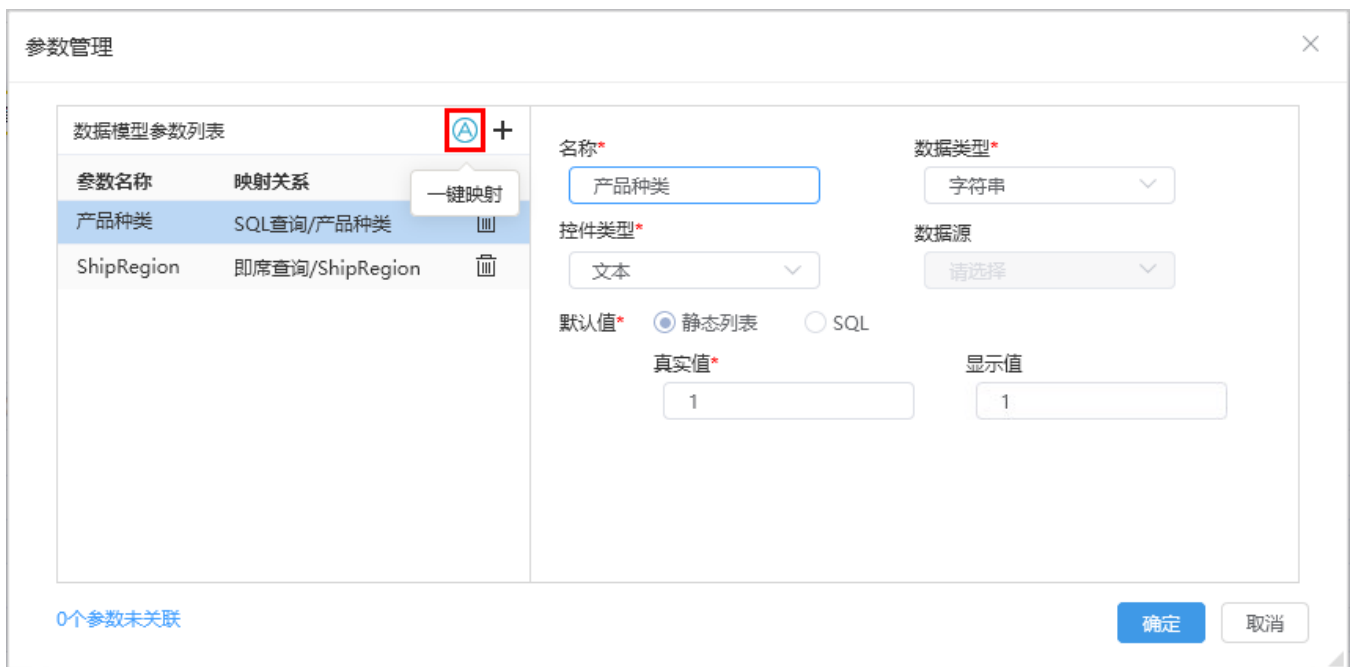 参数管理
数据模型参数列表
参数名称 映射关系
一键映射
产品种类 SQL查询/产品种类
ShipRegion 即席查询/ShipRegion
名称* 数据类型*
产品种类 字符串
控件类型* 数据源
文本 请选择
默认值* 静态列表 SQL
真实值* 显示值
1 1
0个参数未关联
确定 取消